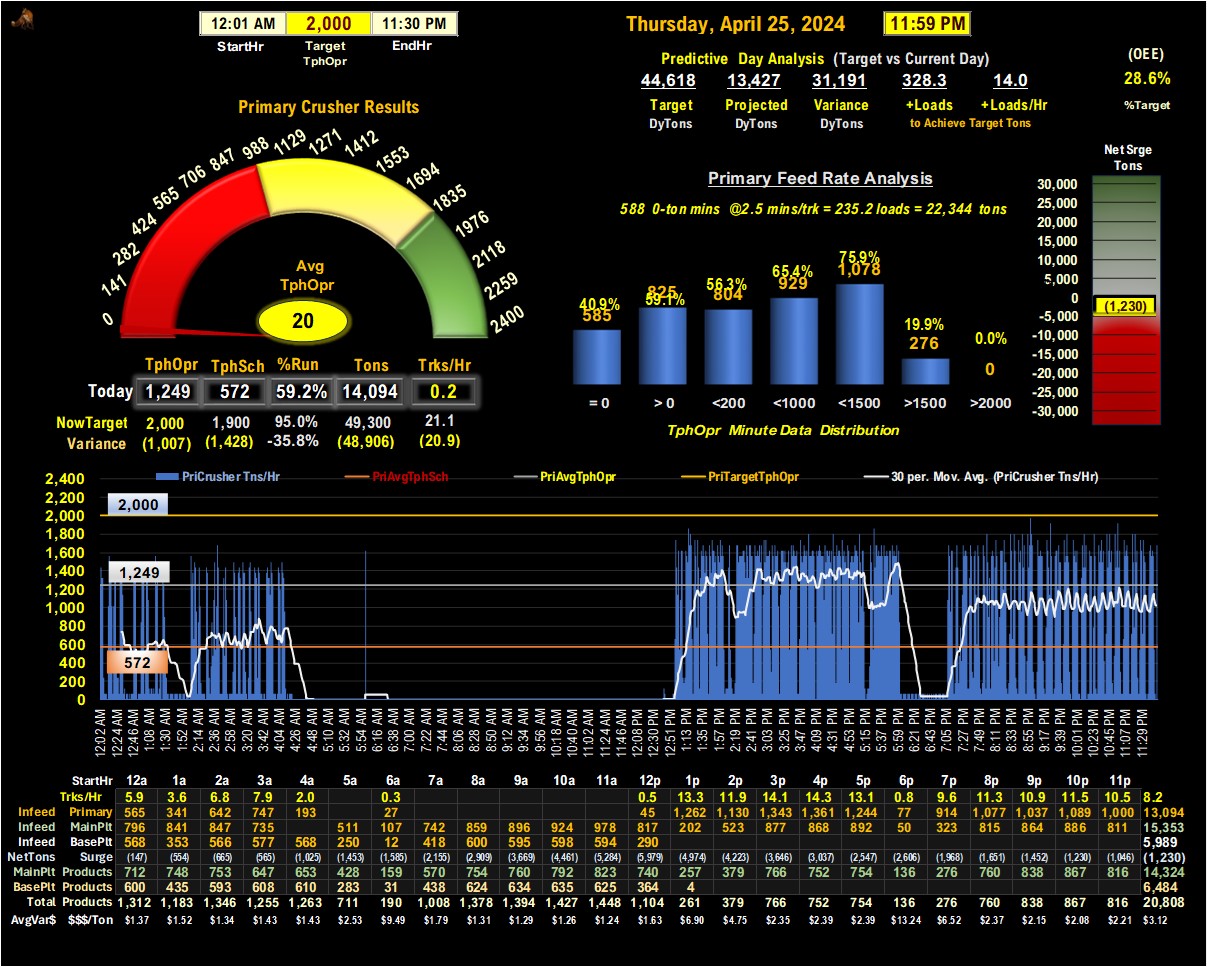 12:01 AM 2,000 11:30 PM
StartHr Target TphOpr EndHr
Thursday, April 25, 2024 11:59 PM
Predictive Day Analysis (Target vs Current Day)
44,618 13,427 31,191 328.3 14.0
Target Projected Variance +Loads +Loads/Hr
DyTons DyTons DyTons to Achieve Target Tons
(OEE)
28.6%
%Target
Primary Crusher Results
0 141 282 424 565 706 847 988 1129 1271 1412 1553 1694 1835 1976 2118 2259 2400
Avg
TphOpr
20
TphOpr TphSch %Run Tons Trks/Hr
Today 1,249 572 59.2% 14,094 0.2
NowTarget 2,000 1,900 95.0% 49,300 21.1
Variance (1,007) (1,428) -35.8% (48,906) (20.9)
Primary Feed Rate Analysis
588 0-ton mins @2.5 mins/trk = 235.2 loads = 22,344 tons
40.9% 59.1% 56.3% 65.4% 75.9% 19.9% 0.0%
585 825 804 929 1,078 276 0
= 0 > 0 <200 <1000 <1500 >1500 >2000
TphOpr Minute Data Distribution
Net Srge
Tons
30,000
25,000
20,000
15,000
10,000
5,000
0
(1,230)
-5,000
-10,000
-15,000
-20,000
-25,000
-30,000
PriCrusher Tns/Hr PriAvgTphSch PriAvgTphOpr PriTargetTphOpr 30 per. Mov. Avg. (PriCrusher Tns/Hr)
2,400
2,200
2,000
1,800
1,600
1,400
1,200
1,000
800
600
400
200
0
2,000
1,249
572
12:02 AM 12:24 AM 12:46 AM 1:08 AM 1:30 AM 1:52 AM 2:14 AM 2:36 AM 2:58 AM 3:20 AM 3:42 AM 4:04 AM 4:26 AM 4:48 AM 5:10 AM 5:32 AM 5:54 AM 6:16 AM 6:38 AM 7:00 AM 7:22 AM 7:44 AM 8:06 AM 8:28 AM 8:50 AM 9:12 AM 9:34 AM 9:56 AM 10:18 AM 10:40 AM 11:02 AM 11:24 AM 11:46 AM 12:08 PM 12:30 PM 12:51 PM 1:13 PM 1:35 PM 1:57 PM 2:19 PM 2:41 PM 3:03 PM 3:25 PM 3:47 PM 4:09 PM 4:31 PM 4:53 PM 5:15 PM 5:37 PM 5:59 PM 6:21 PM 6:43 PM 7:05 PM 7:27 PM 7:49 PM 8:11 PM 8:33 PM 8:55 PM 9:17 PM 9:39 PM 10:01 PM 10:23 PM 10:45 PM 11:07 PM 11:29 PM
StartHr 12a 1a 2a 3a 4a 5a 6a 7a 8a 9a 10a 11a 12p 1p 2p 3p 4p 5p 6p 7p 8p 9p 10p 11p
Trks/Hr 5.9 3.6 6.8 7.9 2.0 0.3 0.5 13.3 11.9 14.1 14.3 13.1 0.8 9.6 11.3 10.9 11.5 10.5 8.2
Infeed Primary 565 341 642 747 193 27 45 1,262 1,130 1,343 1,361 1,244 77 914 1,077 1,037 1,089 1,000 13,094
Infeed MainPlt 796 841 847 735 511 107 742 859 896 924 978 817 202 523 877 868 892 50 323 815 864 886 811 15,353
Infeed BasePlt 568 353 566 577 568 250 12 418 600 595 598 594 290 5,989
NetTons Surge (147) (554) (665) (565) (1,025) (1,453) (1,585) (2,155) (2,909) (3,669) (4,461) (5,284) (5,979) (4,974) (4,223) (3,646) (3,037) (2,547) (2,606) (1,968) (1,651) (1,452) (1,230) (1,046) (1,230)
MainPlt Products 712 748 753 647 653 428 159 570 754 760 792 823 740 257 379 766 752 754 136 276 760 838 867 816 14,324
BasePlt Products 600 435 593 608 610 283 31 438 624 634 635 625 364 4 6,484
Total Products 1,312 1,183 1,346 1,255 1,263 711 190 1,008 1,378 1,394 1,427 1,448 1,104 261 379 766 752 754 136 276 760 838 867 816 20,808
AvgVar$ $$$/Ton $1.37 $1.52 $1.34 $1.43 $1.43 $2.53 $9.49 $1.79 $1.31 $1.29 $1.26 $1.24 $1.63 $6.90 $4.75 $2.35 $2.39 $2.39 $13.24 $6.52 $2.37 $2.15 $2.08 $2.21 $3.12